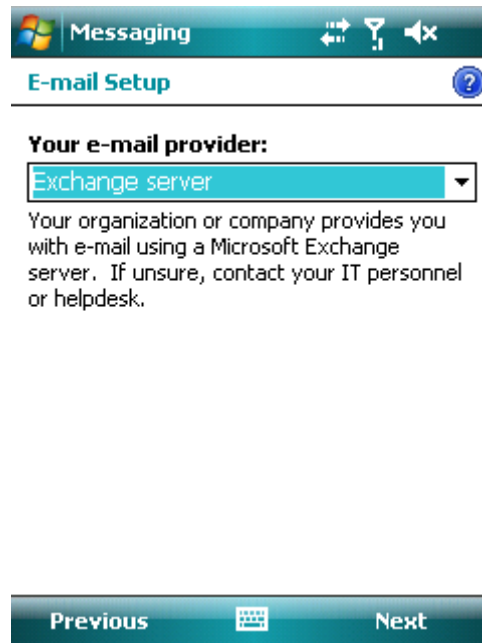 Messaging
E-mail Setup
?
Your e-mail provider:
Exchange server
Your organization or company provides you
with e-mail using a Microsoft Exchange
server.  If unsure, contact your IT personnel
or helpdesk.
Previous Next